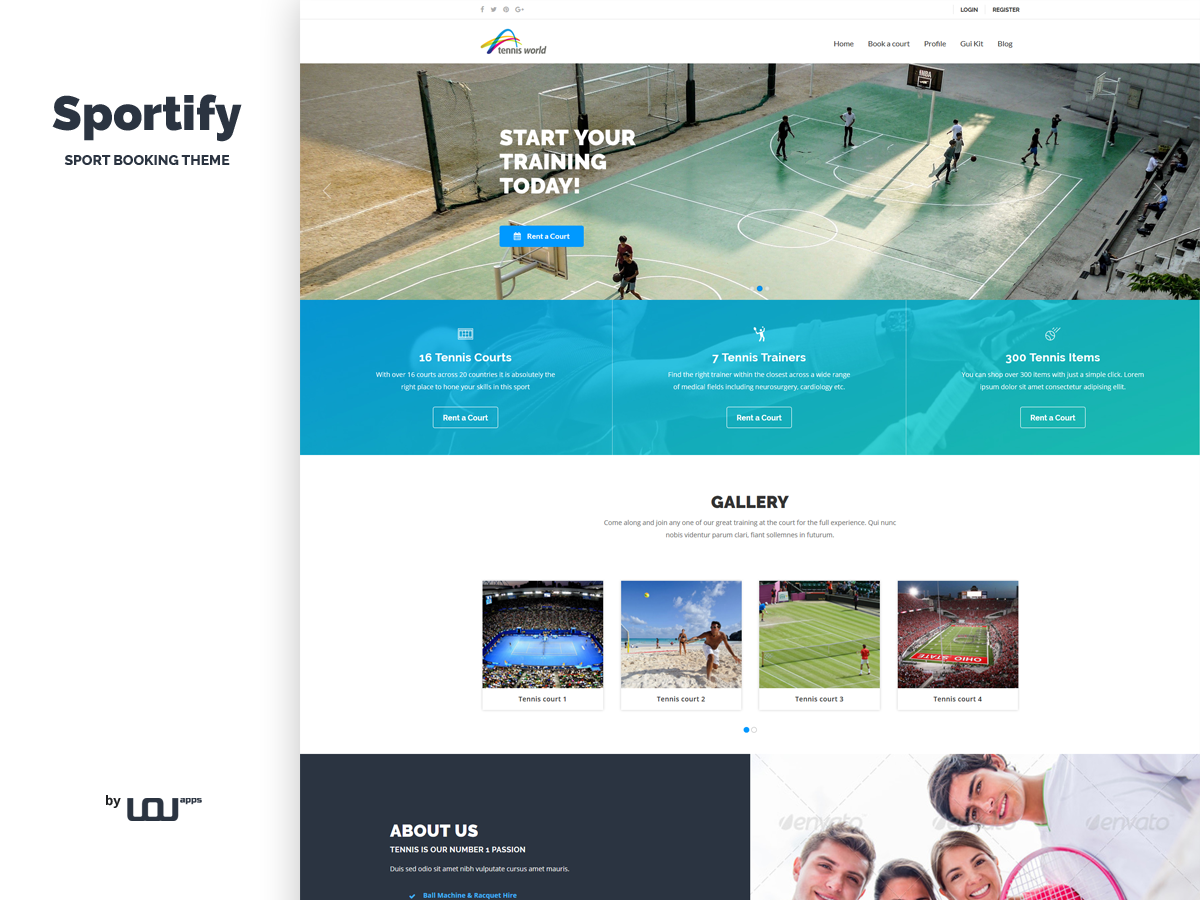 Sportify
SPORT BOOKING THEME
by
apps
LOGIN
REGISTER
tennis world
Home
Book a court
Profile
Gui Kit
Blog
START YOUR
TRAINING
TODAY!
Rent a Court
16 Tennis Courts
With over 16 courts across 20 countries it is absolutely the
right place to hone your skills in this sport
Rent a Court
7 Tennis Trainers
Find the right trainer within the closest across a wide range
of medical fields including neurosurgery, cardiology etc.
Rent a Court
300 Tennis Items
You can shop over 300 items with just a simple click. Lorem
ipsum dolor sit amet consectetur adipising ellit.
Rent a Court
GALLERY
Come along and join any one of our great training at the court for the full experience. Qui nunc
nobis videntur parum clari, fiant sollemnes in futurum.
OHIO STATE
Tennis court 1
Tennis court 2
Tennis court 3
Tennis court 4
ABOUT US
TENNIS IS OUR NUMBER 1 PASSION
Duis sed odio sit amet nibh vulputate cursus amet mauris.
Ball Machine & Racquet Hire
envato
envato
envato